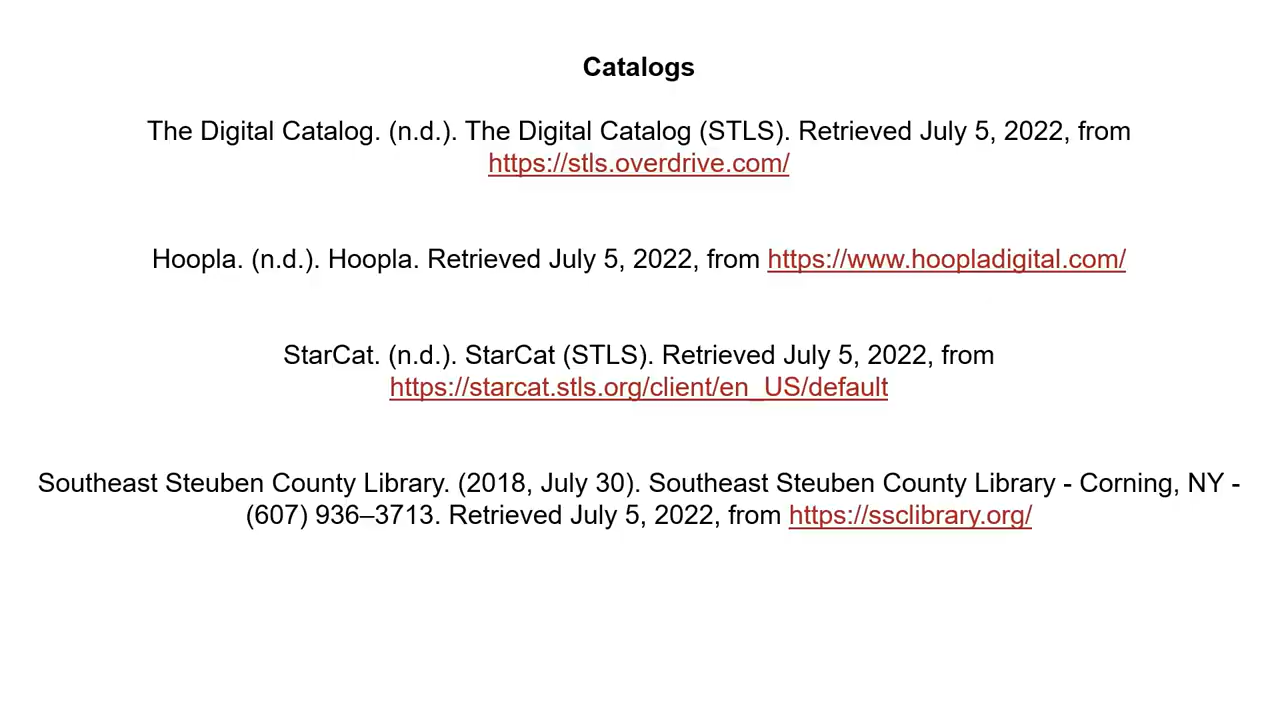 Catalogs
The Digital Catalog. (n.d.). The Digital Catalog (STLS). Retrieved July 5, 2022, from
https://stls.overdrive.com/
Hoopla. (n.d.). Hoopla. Retrieved July 5, 2022, from https://www.hoopladigital.com/
StarCat. (n.d.). StarCat (STLS). Retrieved July 5, 2022, from
https://starcat.stls.org/client/en_US/default
Southeast Steuben County Library. (2018, July 30). Southeast Steuben County Library - Corning, NY -
(607) 936–3713. Retrieved July 5, 2022, from https://ssclibrary.org/